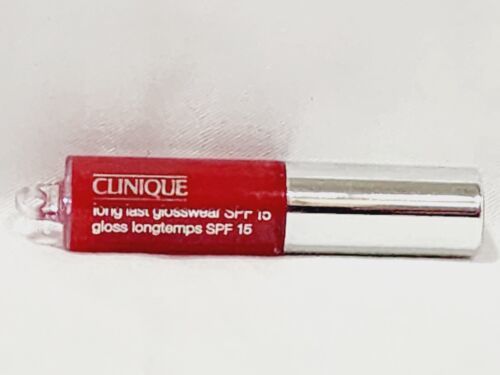 CLINIQUE
long last glosswear SPF 15
gloss longtemps SPF 15